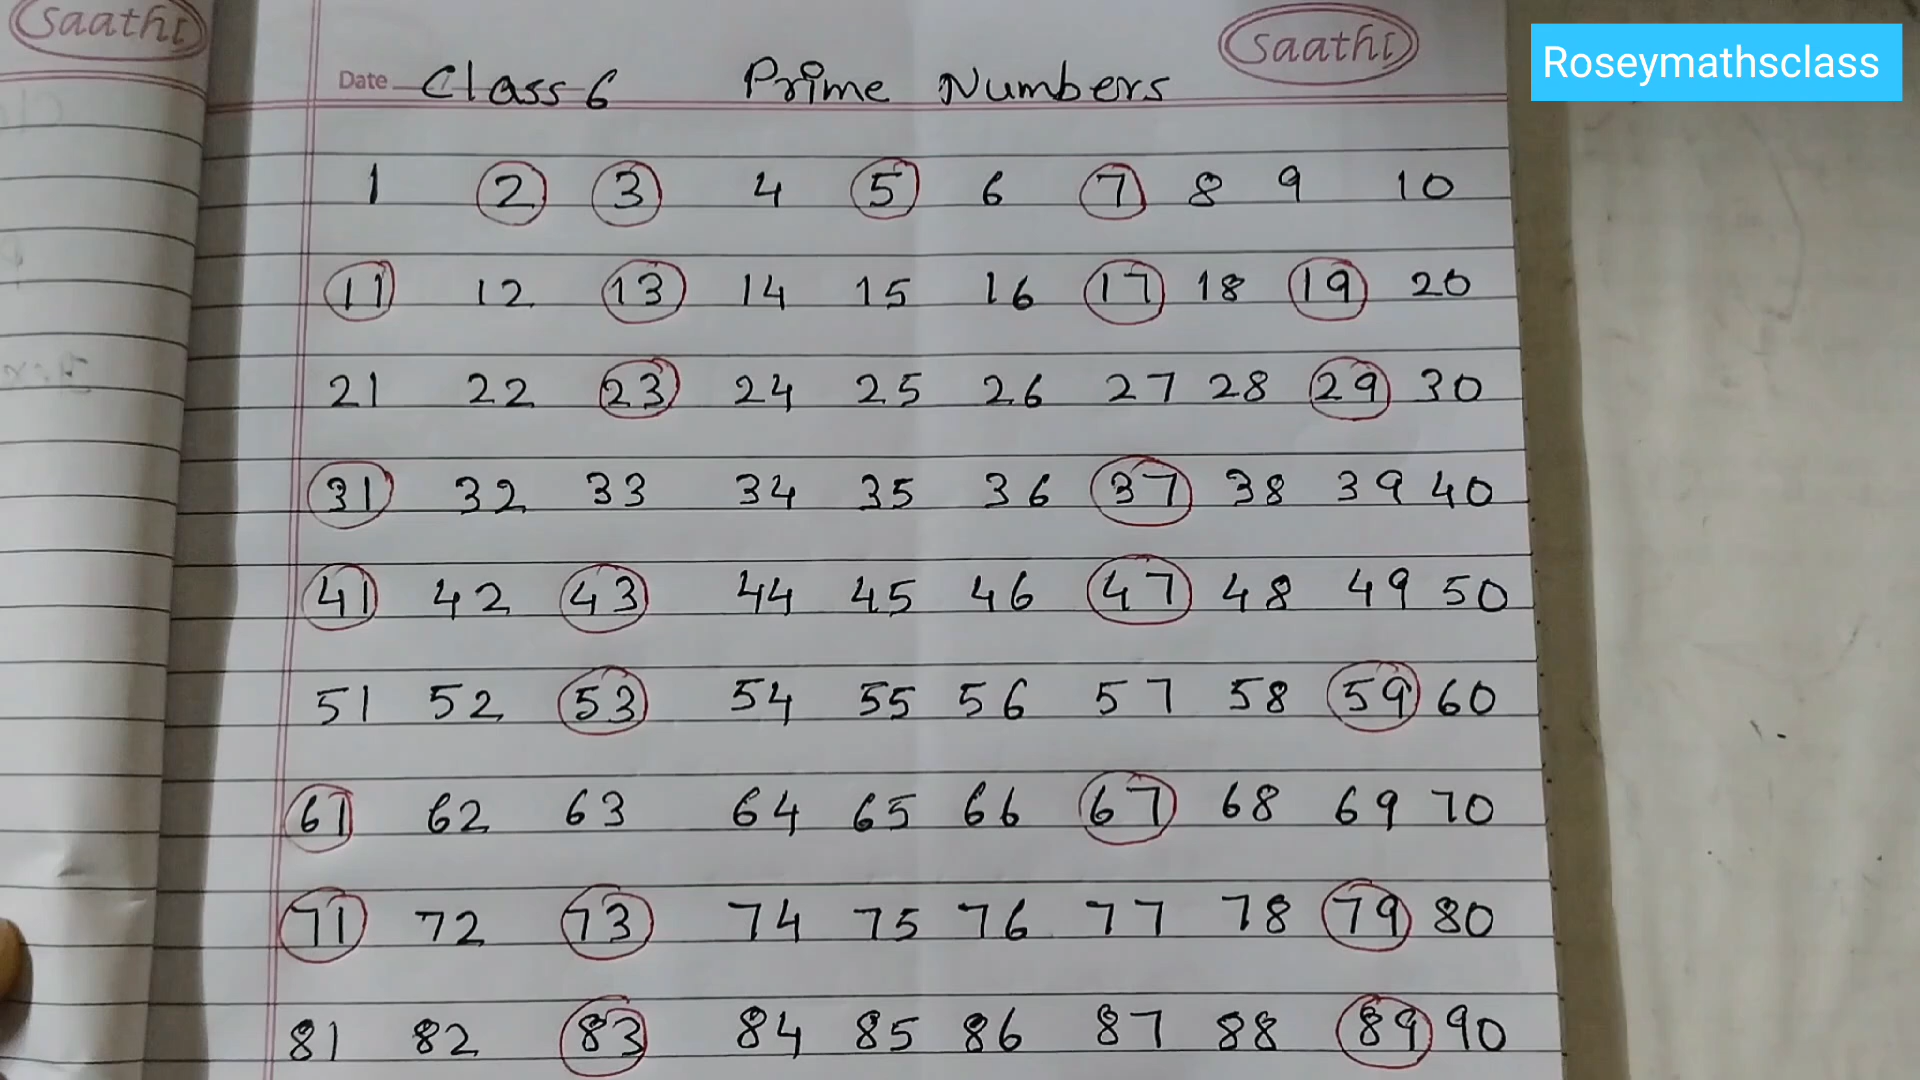 Saathi
Saathi
Roseymathsclass
Date Class 6 Prime Numbers
1 2 3 4 5 6 7 8 9 10
11 12 13 14 15 16 17 18 19 20
21 22 23 24 25 26 27 28 29 30
31 32 33 34 35 36 37 38 39 40
41 42 43 44 45 46 47 48 49 50
51 52 53 54 55 56 57 58 59 60
61 62 63 64 65 66 67 68 69 70
71 72 73 74 75 76 77 78 79 80
81 82 83 84 85 86 87 88 89 90